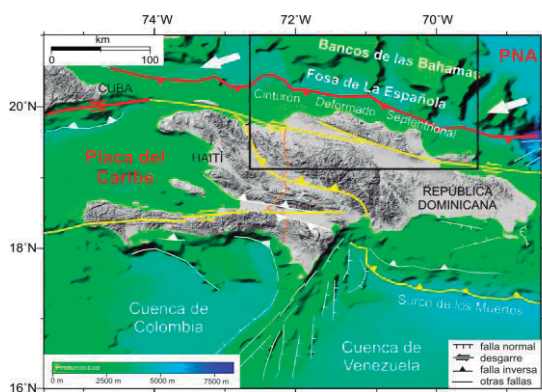 km
0
100
74°W
72°W
70°W
20°N
18°N
16°N
PNA
Bancos de las Bahamas
Fosa de La Española
Cinturón Deformado Septentrional
CUBA
Placa del
Caribe
HAITÍ
REPÚBLICA
DOMINICANA
Cuenca de
Colombia
Cuenca de
Venezuela
Surco de los Muertos
Profundidad
0 m
2500 m
5000 m
7500 m
falla normal
desgarre
falla inversa
otras fallas